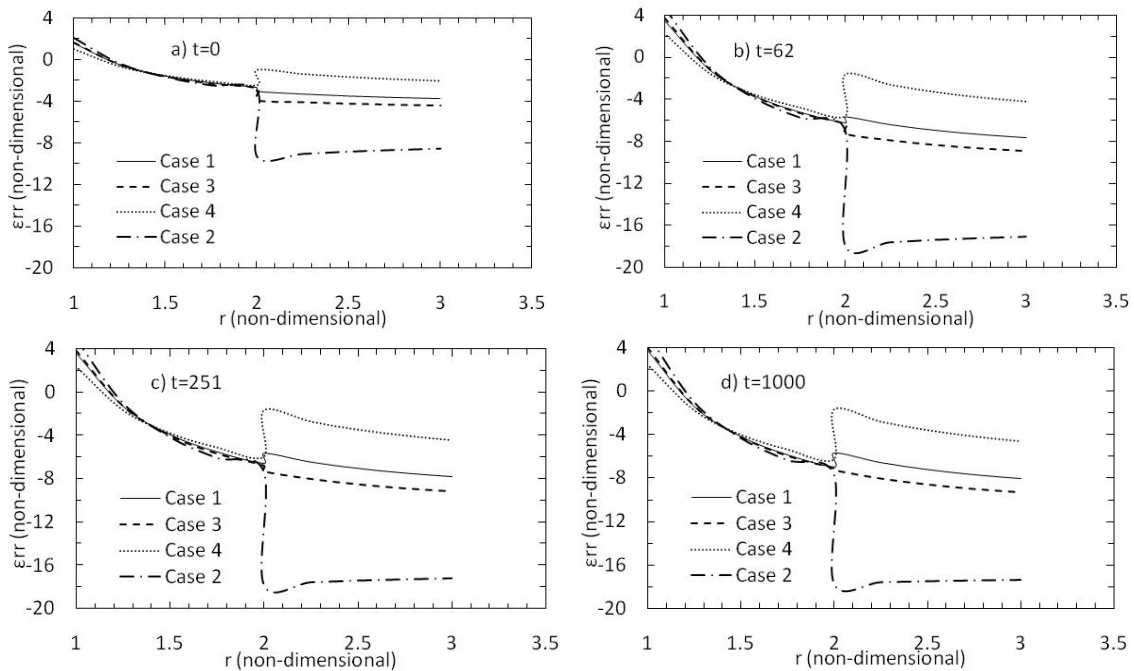 4
0
-4
-8
-12
-16
-20
εrr (non-dimensional)
a) t=0
Case 1
Case 3
Case 4
Case 2
1 1.5 2 2.5 3 3.5
r (non-dimensional)
4
0
-4
-8
-12
-16
-20
εrr (non-dimensional)
b) t=62
Case 1
Case 3
Case 4
Case 2
1 1.5 2 2.5 3 3.5
r (non-dimensional)
4
0
-4
-8
-12
-16
-20
εrr (non-dimensional)
c) t=251
Case 1
Case 3
Case 4
Case 2
1 1.5 2 2.5 3 3.5
r (non-dimensional)
4
0
-4
-8
-12
-16
-20
εrr (non-dimensional)
d) t=1000
Case 1
Case 3
Case 4
Case 2
1 1.5 2 2.5 3 3.5
r (non-dimensional)